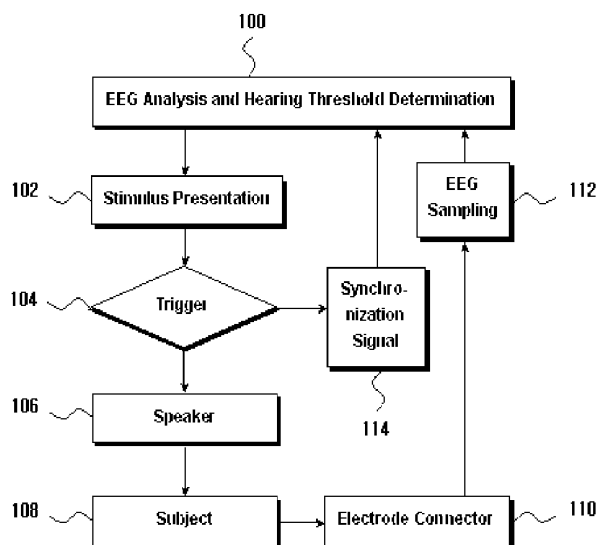 100
EEG Analysis and Hearing Threshold Determination
102
Stimulus Presentation
EEG
Sampling
112
104
Trigger
Synchro-
nization
Signal
114
106
Speaker
108
Subject
Electrode Connector
110